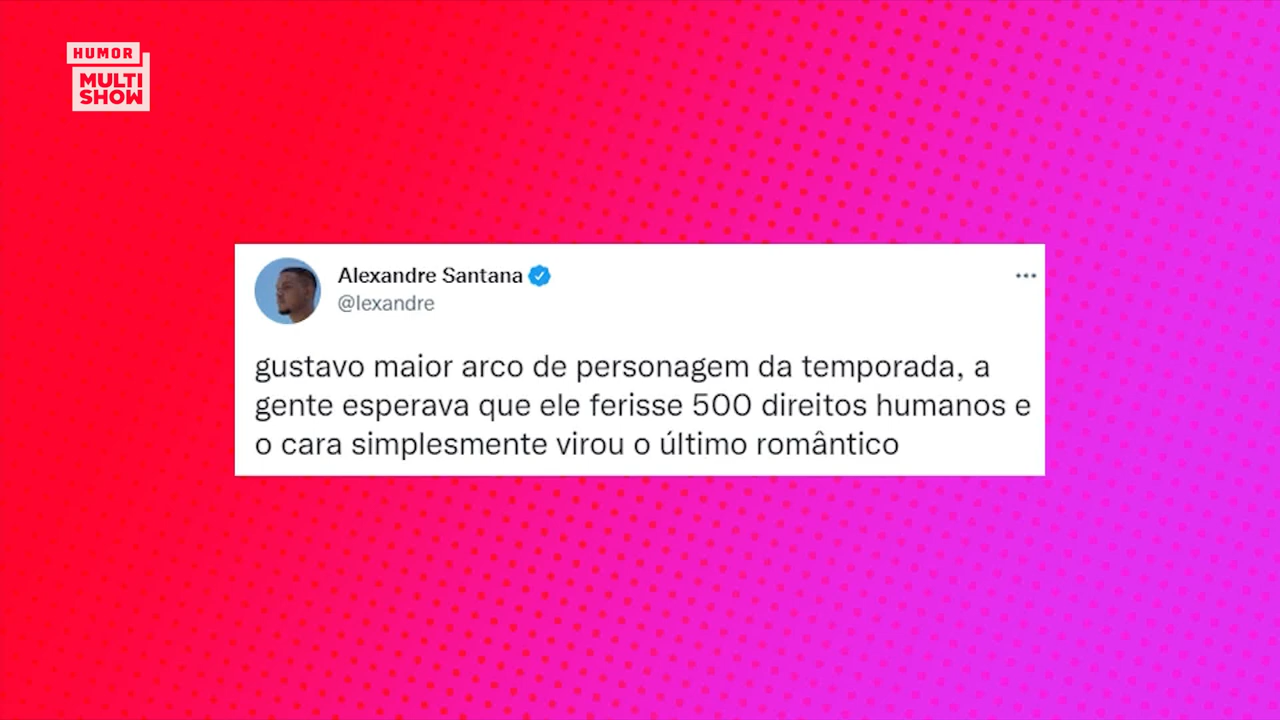 HUMOR
MULTI
SHOW
Alexandre Santana
@lexandre
gustavo maior arco de personagem da temporada, a
gente esperava que ele ferisse 500 direitos humanos e
o cara simplesmente virou o último romântico